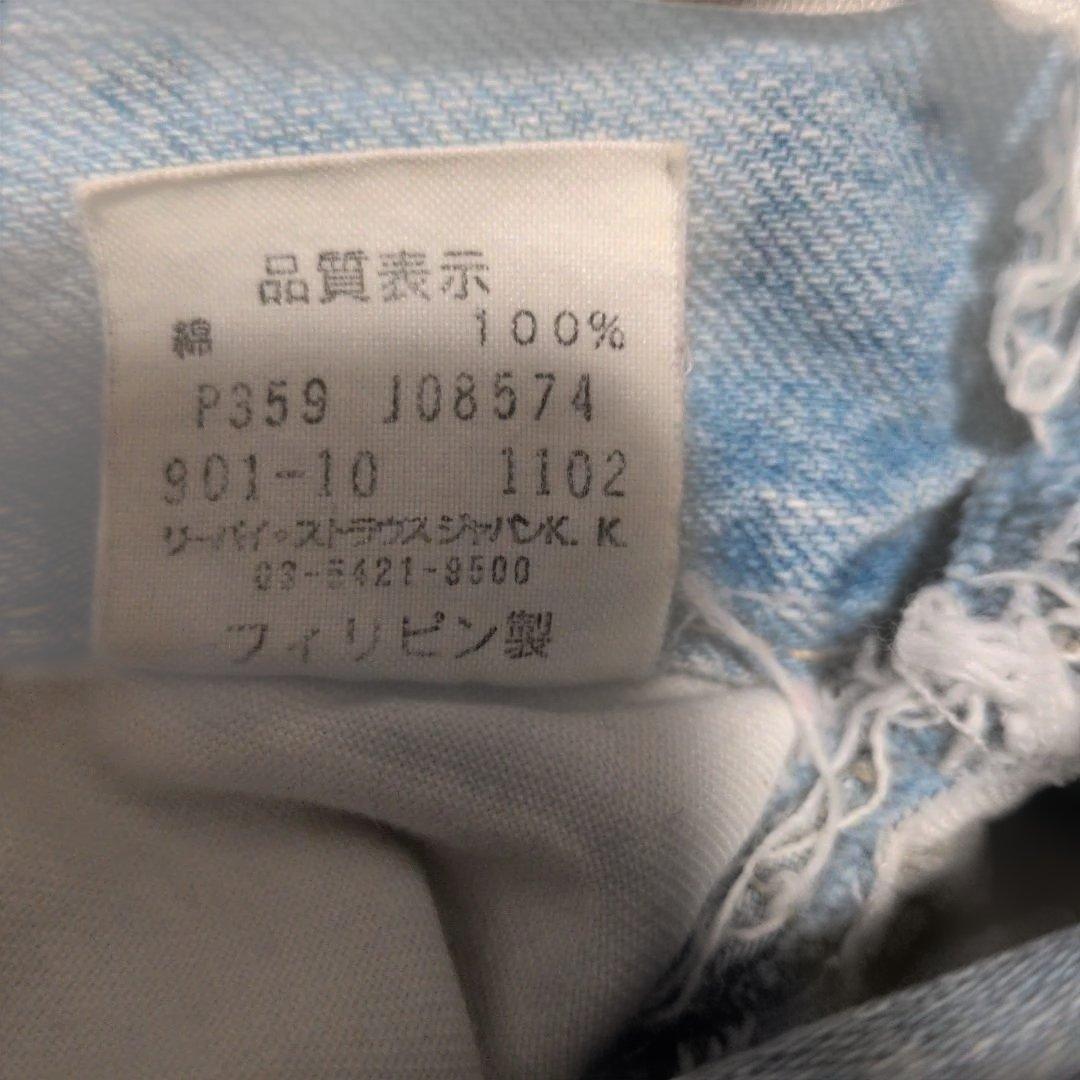 品質表示
綿 100%
P359 J08574
901-10 1102
リーバイ・ストラウスジャパンK.K.
03-5421-8500
フィリピン製